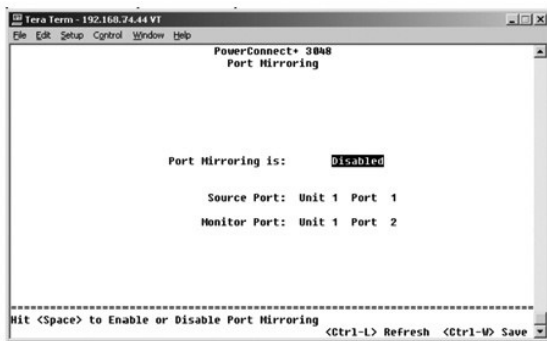 Tera Term - 192.168.74.44 VT
File Edit Setup Control Window Help
PowerConnect+ 3048
Port Mirroring
Port Mirroring is: Disabled
Source Port: Unit 1 Port 1
Monitor Port: Unit 1 Port 2
Hit <Space> to Enable or Disable Port Mirroring
<Ctrl-L> Refresh <Ctrl-W> Save